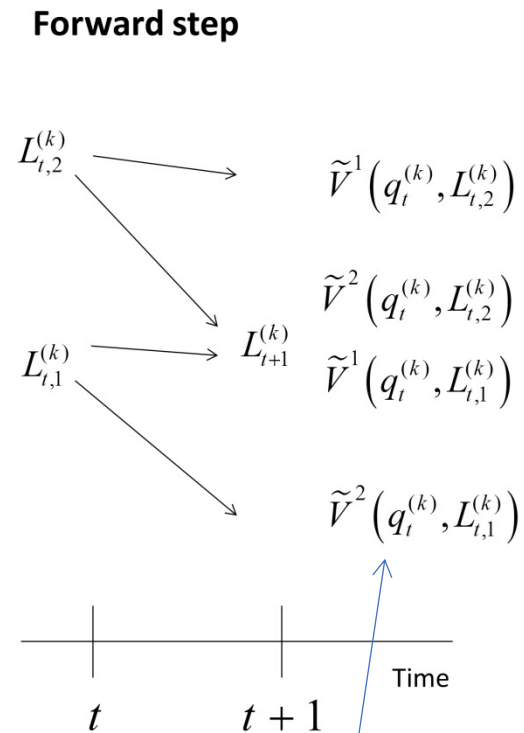 Forward step
L_{t,2}^{(k)}
Ṽ^1(q_t^{(k)}, L_{t,2}^{(k)})
Ṽ^2(q_t^{(k)}, L_{t,2}^{(k)})
L_{t+1}^{(k)}
L_{t,1}^{(k)}
Ṽ^1(q_t^{(k)}, L_{t,1}^{(k)})
Ṽ^2(q_t^{(k)}, L_{t,1}^{(k)})
Time
t
t + 1